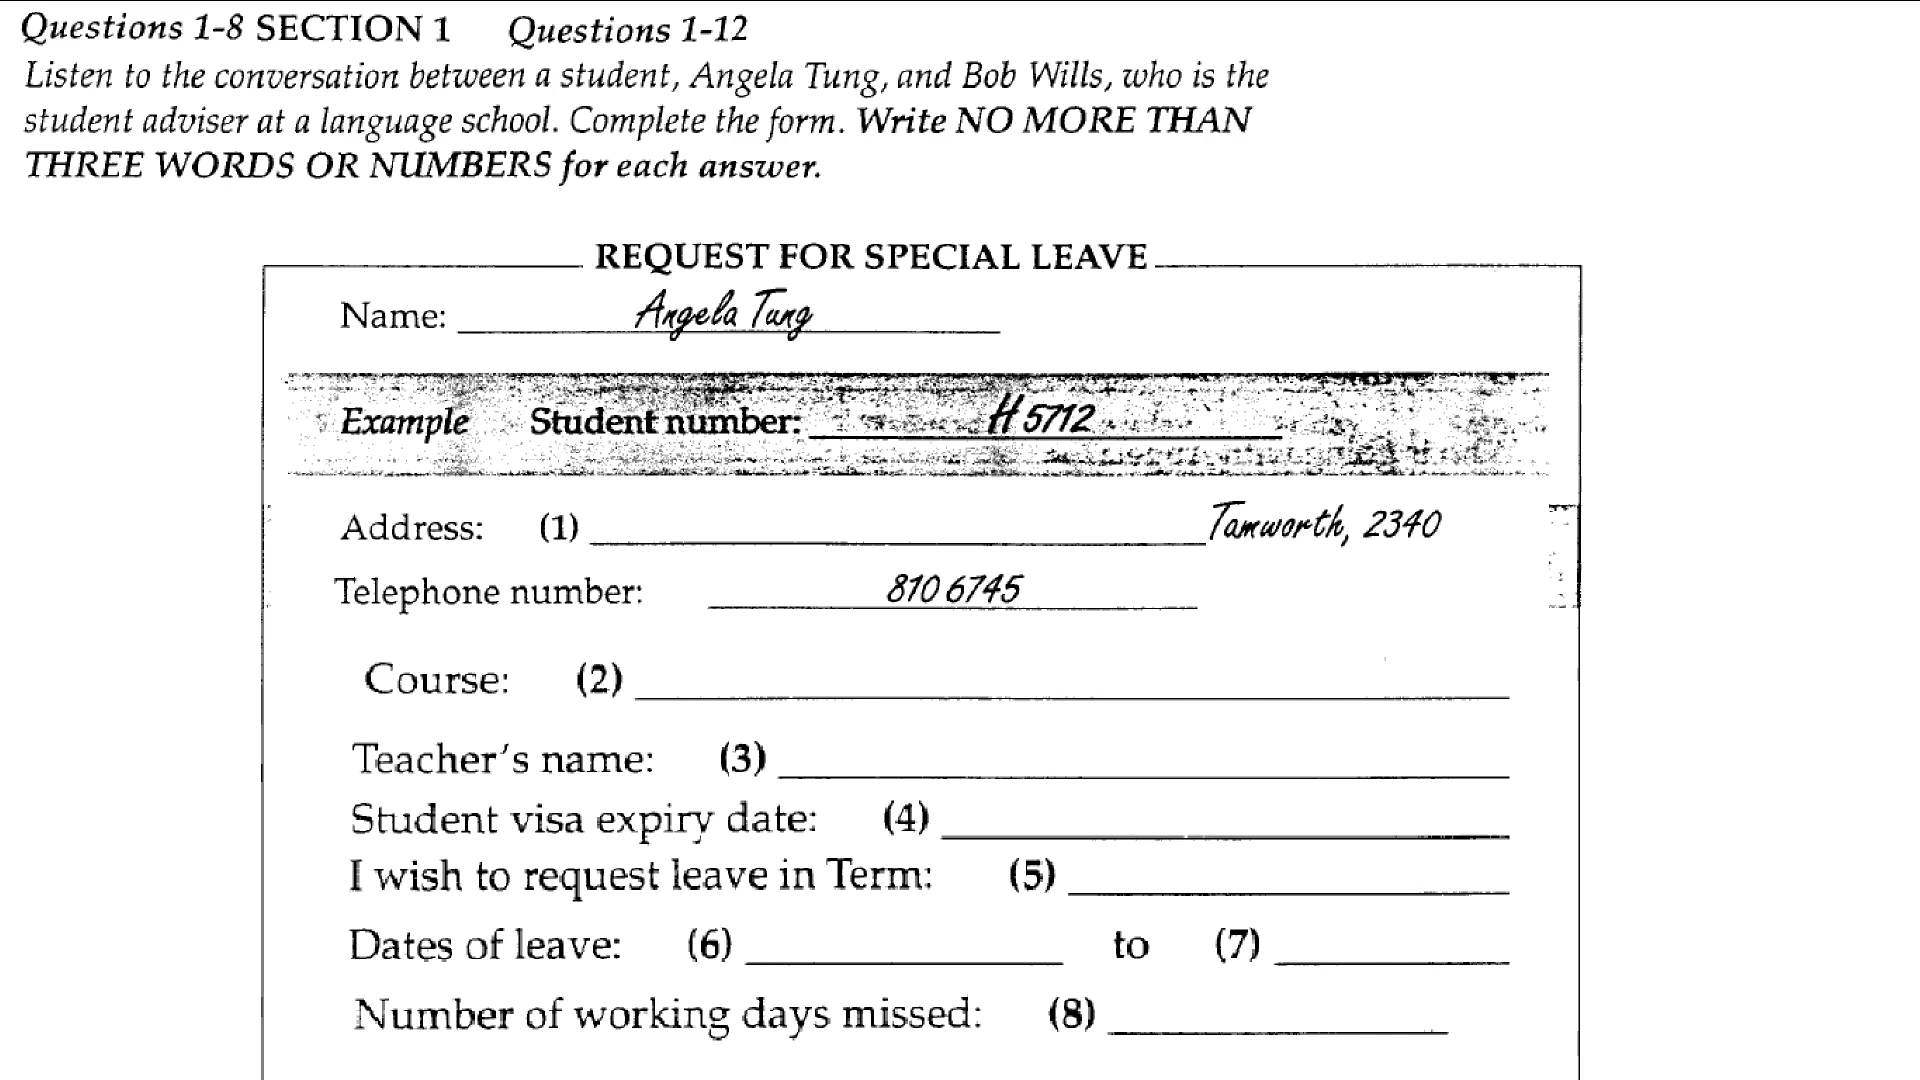 Questions 1-8 SECTION 1 Questions 1-12
Listen to the conversation between a student, Angela Tung, and Bob Wills, who is the
student adviser at a language school. Complete the form. Write NO MORE THAN
THREE WORDS OR NUMBERS for each answer.
REQUEST FOR SPECIAL LEAVE
Name: Angela Tung
Example Student number: H5712
Address: (1) Tamworth, 2340
Telephone number: 810 6745
Course: (2)
Teacher's name: (3)
Student visa expiry date: (4)
I wish to request leave in Term: (5)
Dates of leave: (6) to (7)
Number of working days missed: (8)